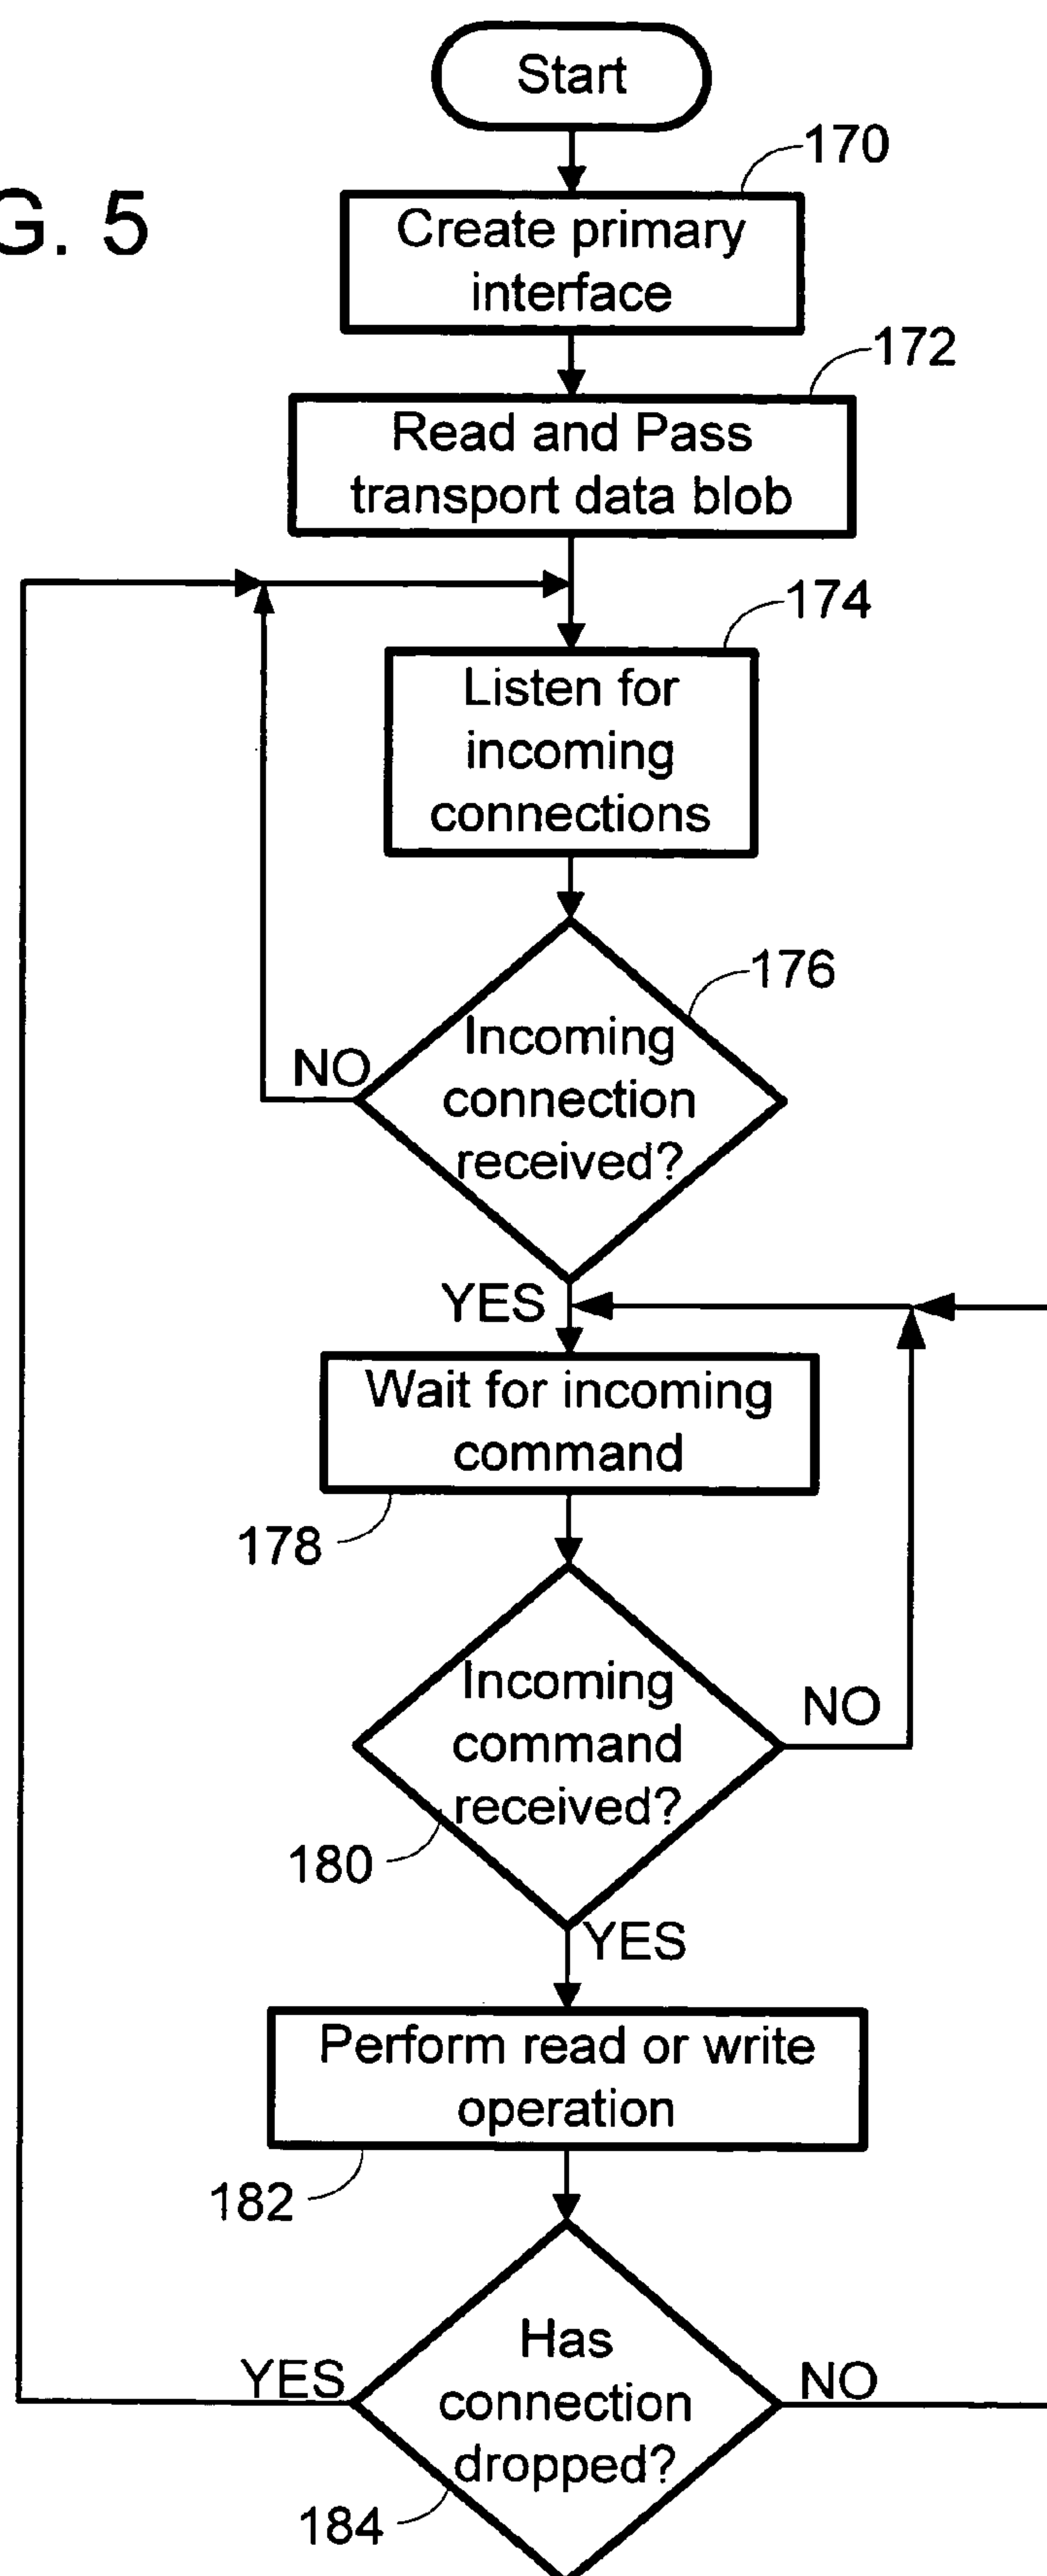 Start
170
G. 5
Create primary
interface
172
Read and Pass
transport data blob
174
Listen for
incoming
connections
176
Incoming
connection
received?
NO
YES
Wait for incoming
command
178
Incoming
command
received?
NO
180
YES
Perform read or write
operation
182
Has
connection
dropped?
YES
NO
184